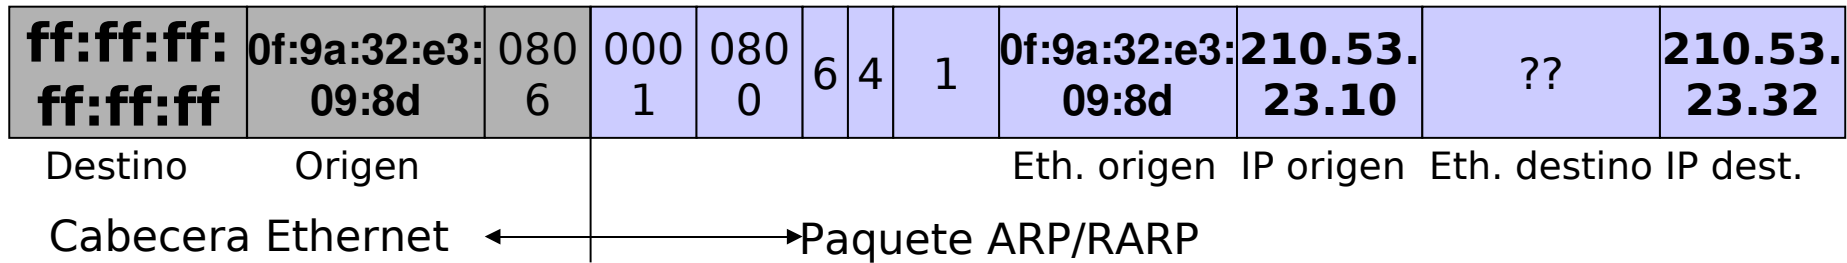 ff:ff:ff:
ff:ff:ff
0f:9a:32:e3:
09:8d
080
6
000
1
080
0
6
4
1
0f:9a:32:e3:
09:8d
210.53.
23.10
??
210.53.
23.32
Destino
Origen
Eth. origen
IP origen
Eth. destino
IP dest.
Cabecera Ethernet
Paquete ARP/RARP